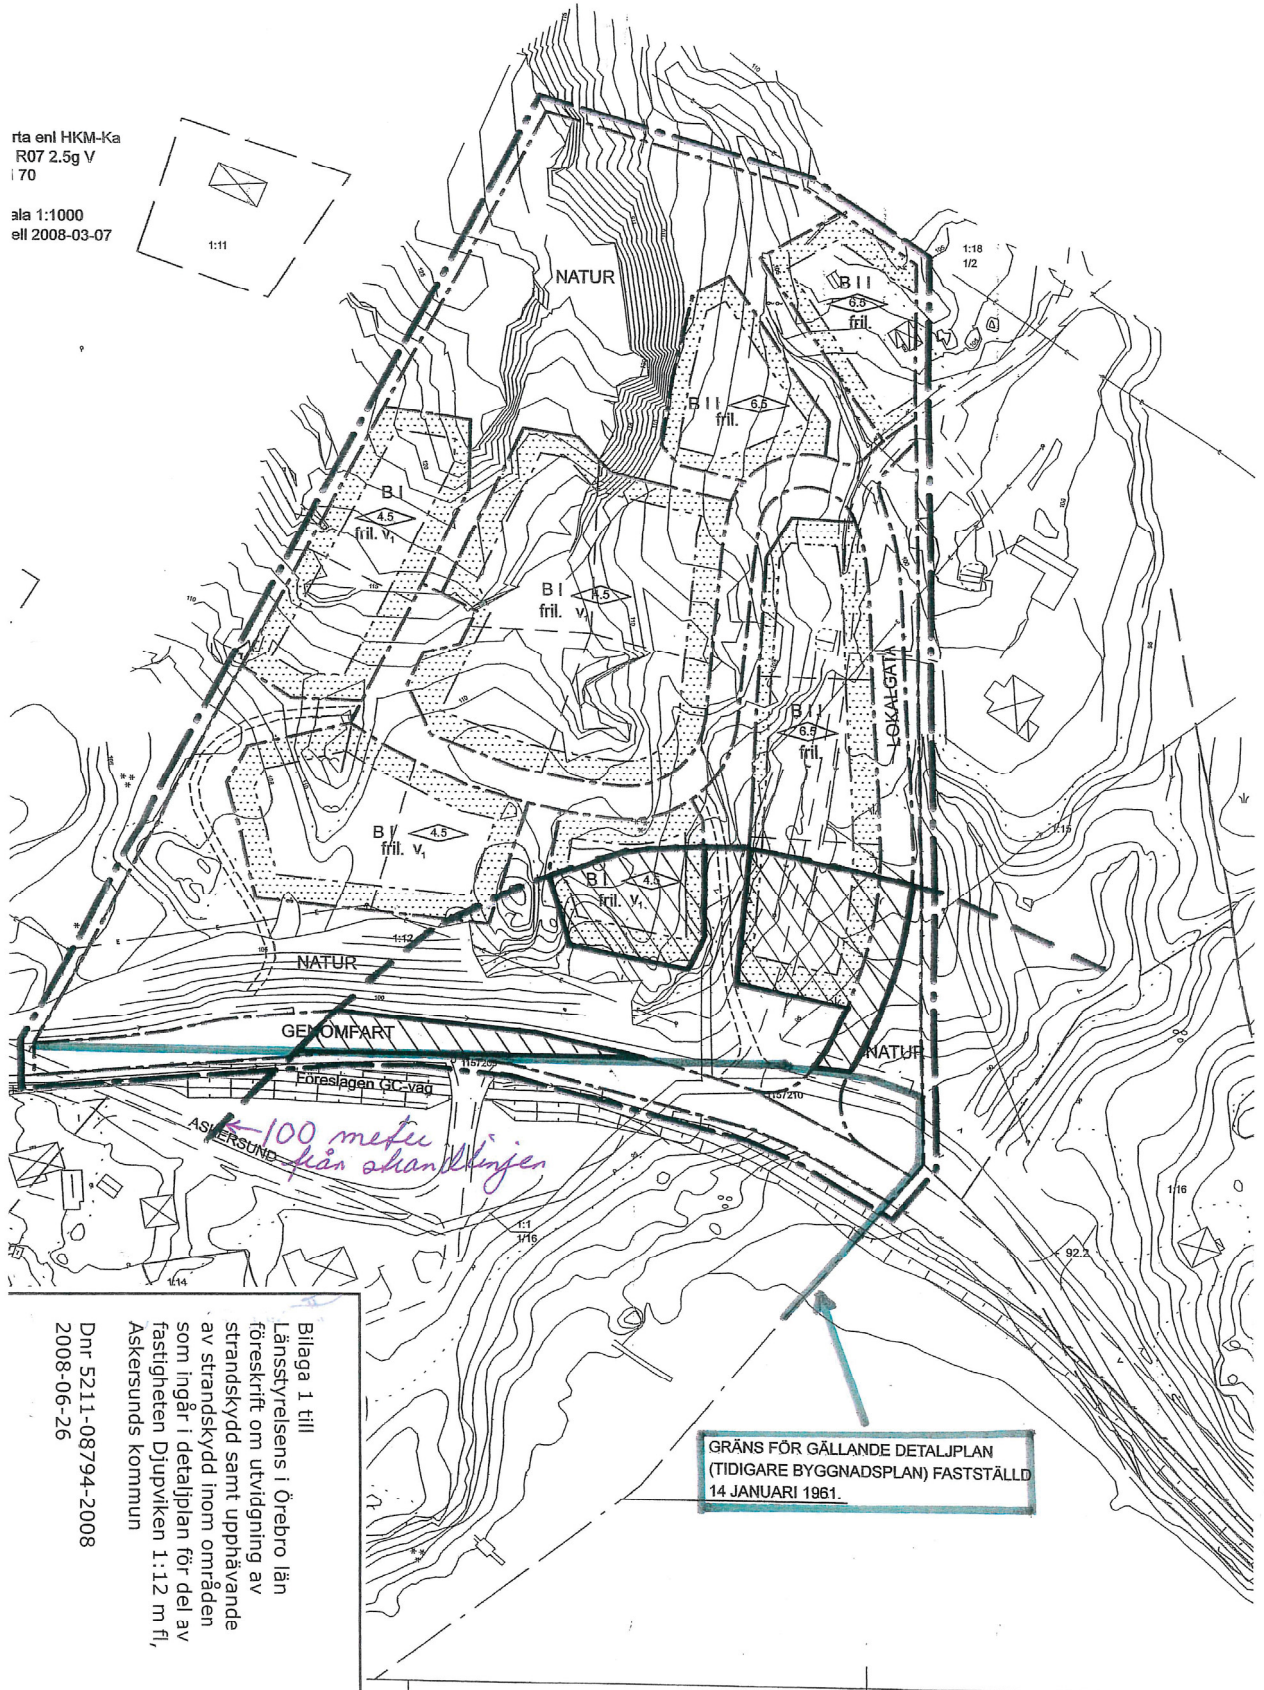 rta enl HKM-Ka
R07 2.5g V
70
ala 1:1000
ell 2008-03-07
1:11
NATUR
1:18
1/2
B I I
6.5
fril.
B I I
6.5
fril.
B I
4.5
fril. v1
B I
4.5
fril. v1
LOKALGATA
B I I
6.5
fril.
B I
4.5
fril. v1
1:15
B I
4.5
fril. v1
1:12
NATUR
GENOMFART
NATUR
Föreslagen GC-väg
115/210
ASKERSUND
100 meter
från strandlinjen
1:1
1/16
1:16
92.2
1:14
Bilaga 1 till
Länsstyrelsens i Örebro län
föreskrift om utvidgning av
strandskydd samt upphävande
av strandskydd inom områden
som ingår i detaljplan för del av
fastigheten Djupviken 1:12 m fl,
Askersunds kommun
Dnr 5211-08794-2008
2008-06-26
GRÄNS FÖR GÄLLANDE DETALJPLAN
(TIDIGARE BYGGNADSPLAN) FASTSTÄLLD
14 JANUARI 1961.